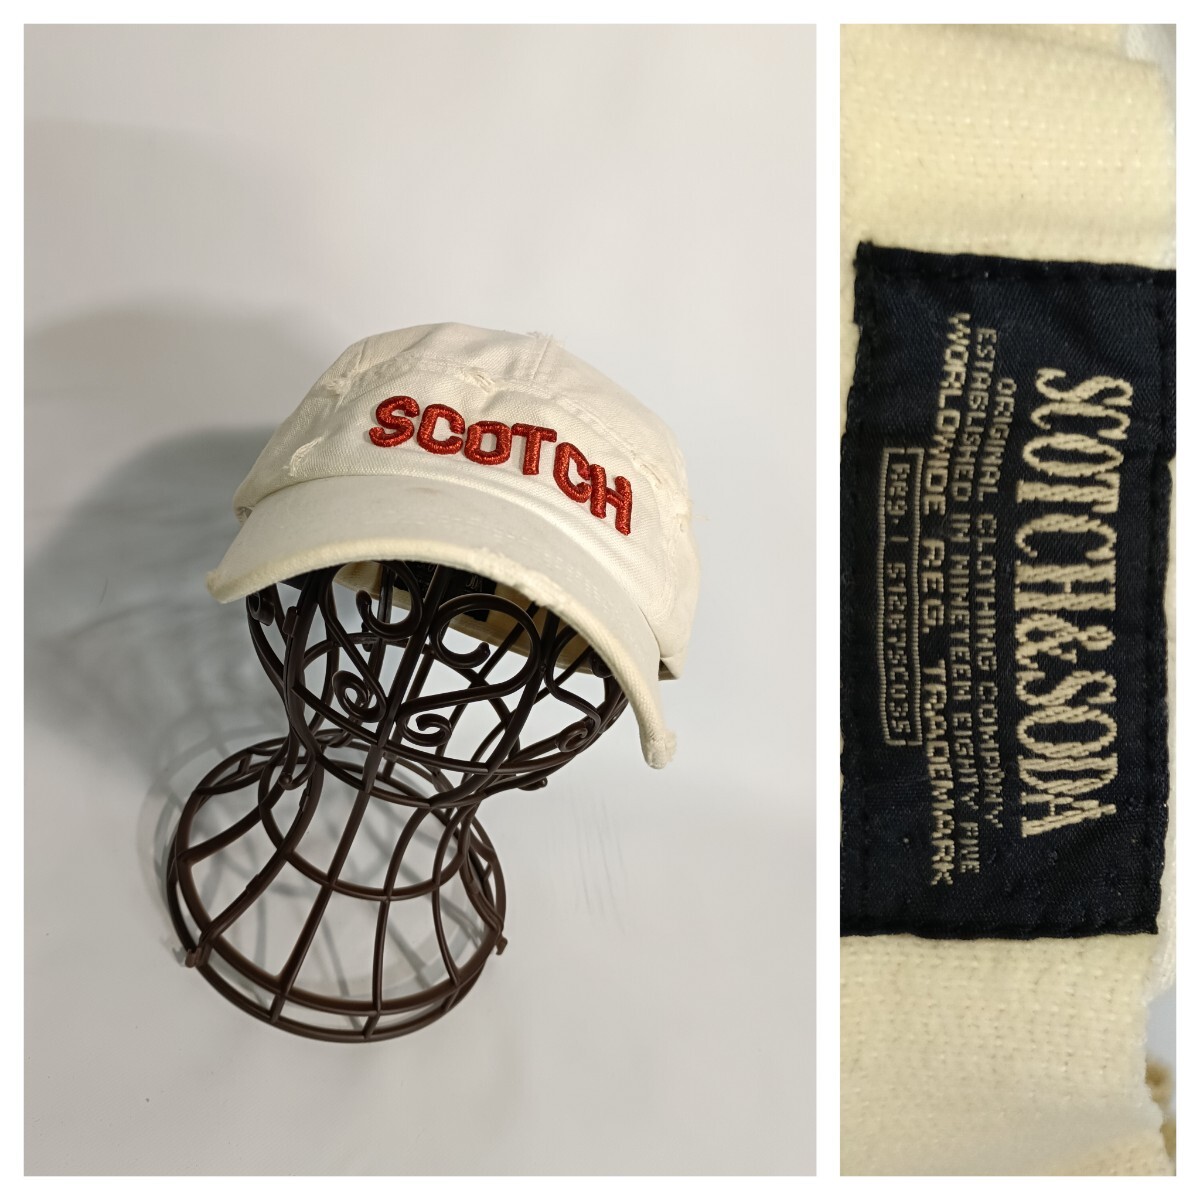 SCOTCH
SCOTCH&SODA
ORIGINAL CLOTHING COMPANY
ESTABLISHED IN NINETEEN EIGHTY FIVE
WORLDWIDE REG. TRADEMARK